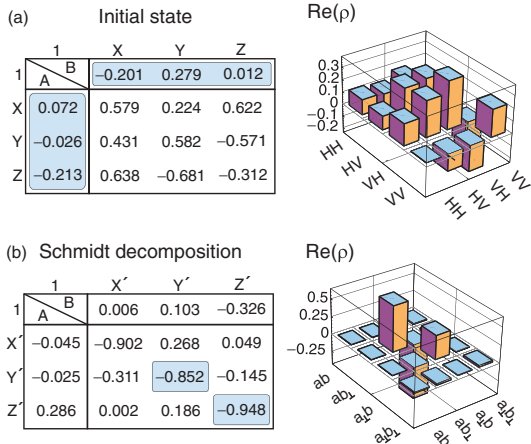 (a) Initial state
1 X Y Z
A B
1 −0.201 0.279 0.012
X 0.072 0.579 0.224 0.622
Y −0.026 0.431 0.582 −0.571
Z −0.213 0.638 −0.681 −0.312
Re(ρ)
0.3
0.2
0.1
0
−0.1
−0.2
HH
HV
VH
VV
HH
HV
VH
VV
(b) Schmidt decomposition
1 X´ Y´ Z´
A B
1 0.006 0.103 −0.326
X´ −0.045 −0.902 0.268 0.049
Y´ −0.025 −0.311 −0.852 −0.145
Z´ 0.286 0.002 0.186 −0.948
Re(ρ)
0.5
0.25
0
−0.25
ab
ab⊥
a⊥b
a⊥b⊥
ab
ab⊥
a⊥b
a⊥b⊥